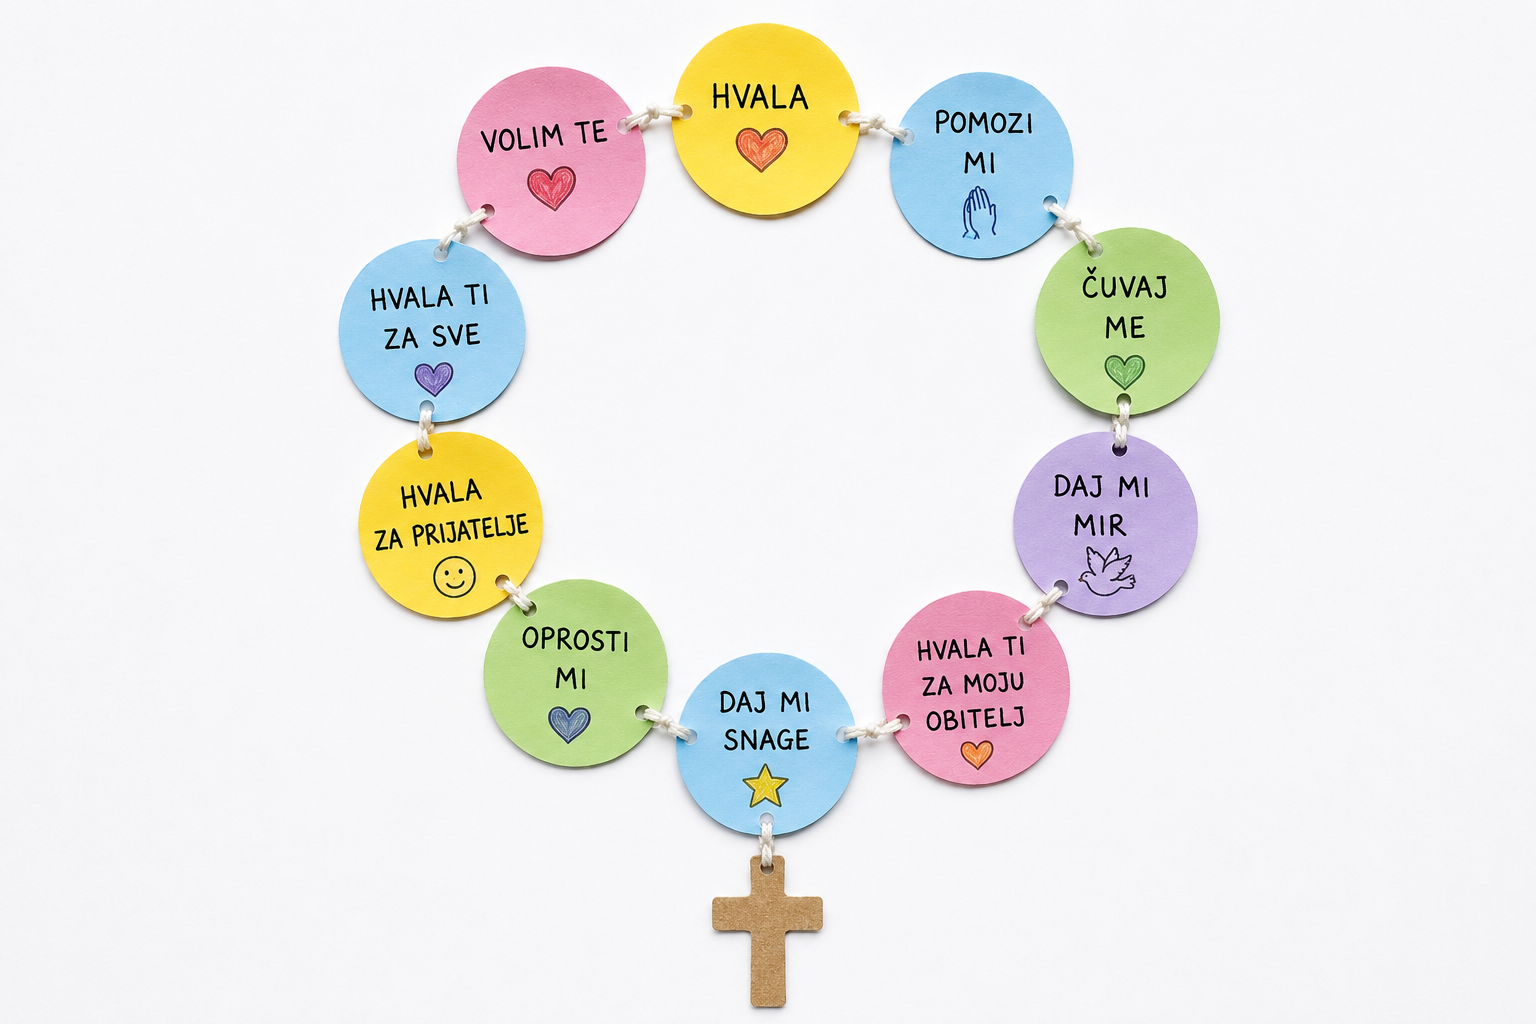 HVALA
POMOZI
MI
ČUVAJ
ME
DAJ MI
MIR
HVALA TI
ZA MOJU
OBITELJ
DAJ MI
SNAGE
OPROSTI
MI
HVALA
ZA PRIJATELJE
HVALA TI
ZA SVE
VOLIM TE